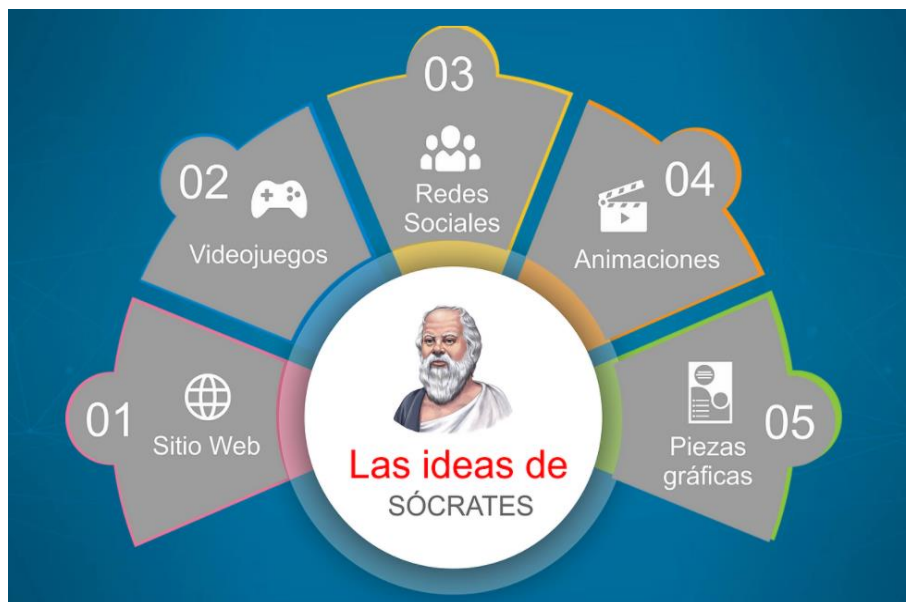 01
Sitio Web
02
Videojuegos
03
Redes
Sociales
04
Animaciones
05
Piezas
gráficas
Las ideas de
SÓCRATES